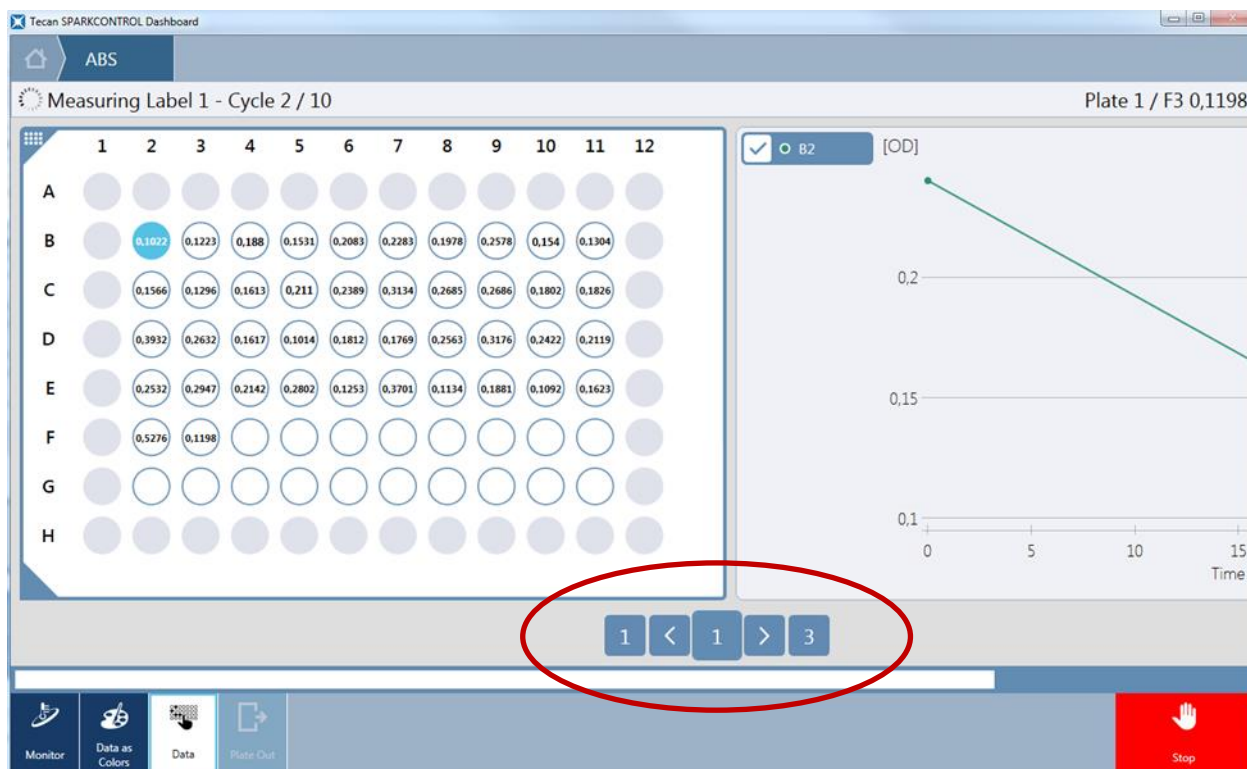 Tecan SPARKCONTROL Dashboard
ABS
Measuring Label 1 - Cycle 2 / 10
Plate 1 / F3 0,1198
1 2 3 4 5 6 7 8 9 10 11 12
A
B 0,1022 0,1223 0,188 0,1531 0,2083 0,2283 0,1978 0,2578 0,154 0,1304
C 0,1566 0,1296 0,1613 0,211 0,2389 0,3134 0,2685 0,2686 0,1802 0,1826
D 0,3932 0,2632 0,1617 0,1014 0,1812 0,1769 0,2563 0,3176 0,2422 0,2119
E 0,2532 0,2947 0,2142 0,2802 0,1253 0,3701 0,1134 0,1881 0,1092 0,1623
F 0,5276 0,1198
G
H
B2
[OD]
0,2
0,15
0,1
0 5 10 15
Time
1 < 1 > 3
Monitor
Data as
Colors
Data
Plate Out
Stop